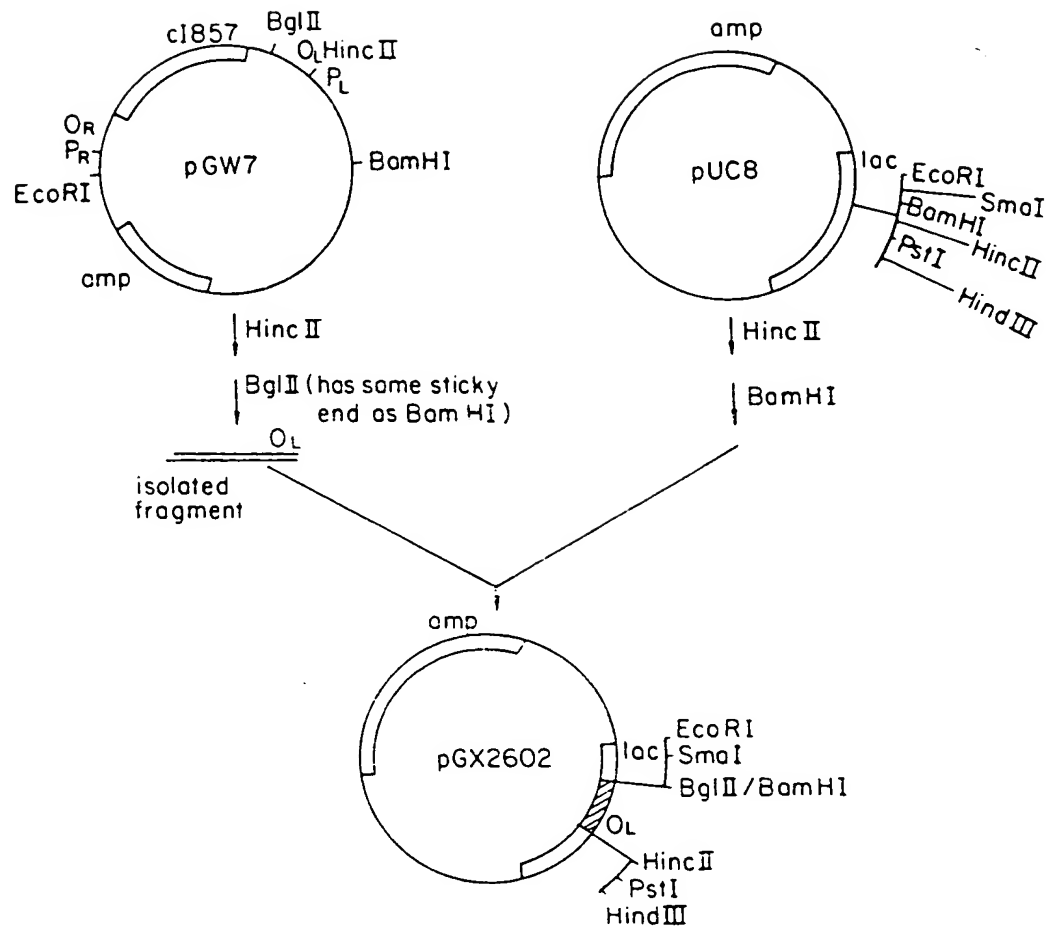 cI857
BglII
OL HincII
PL
OR
PR
EcoRI
pGW7
BamHI
amp
amp
pUC8
lac
EcoRI
SmaI
BamHI
HincII
PstI
HindIII
HincII
BglII (has same sticky
end as Bam HI)
OL
isolated
fragment
HincII
BamHI
amp
pGX2602
lac
EcoRI
SmaI
BglII/BamHI
OL
HincII
PstI
HindIII